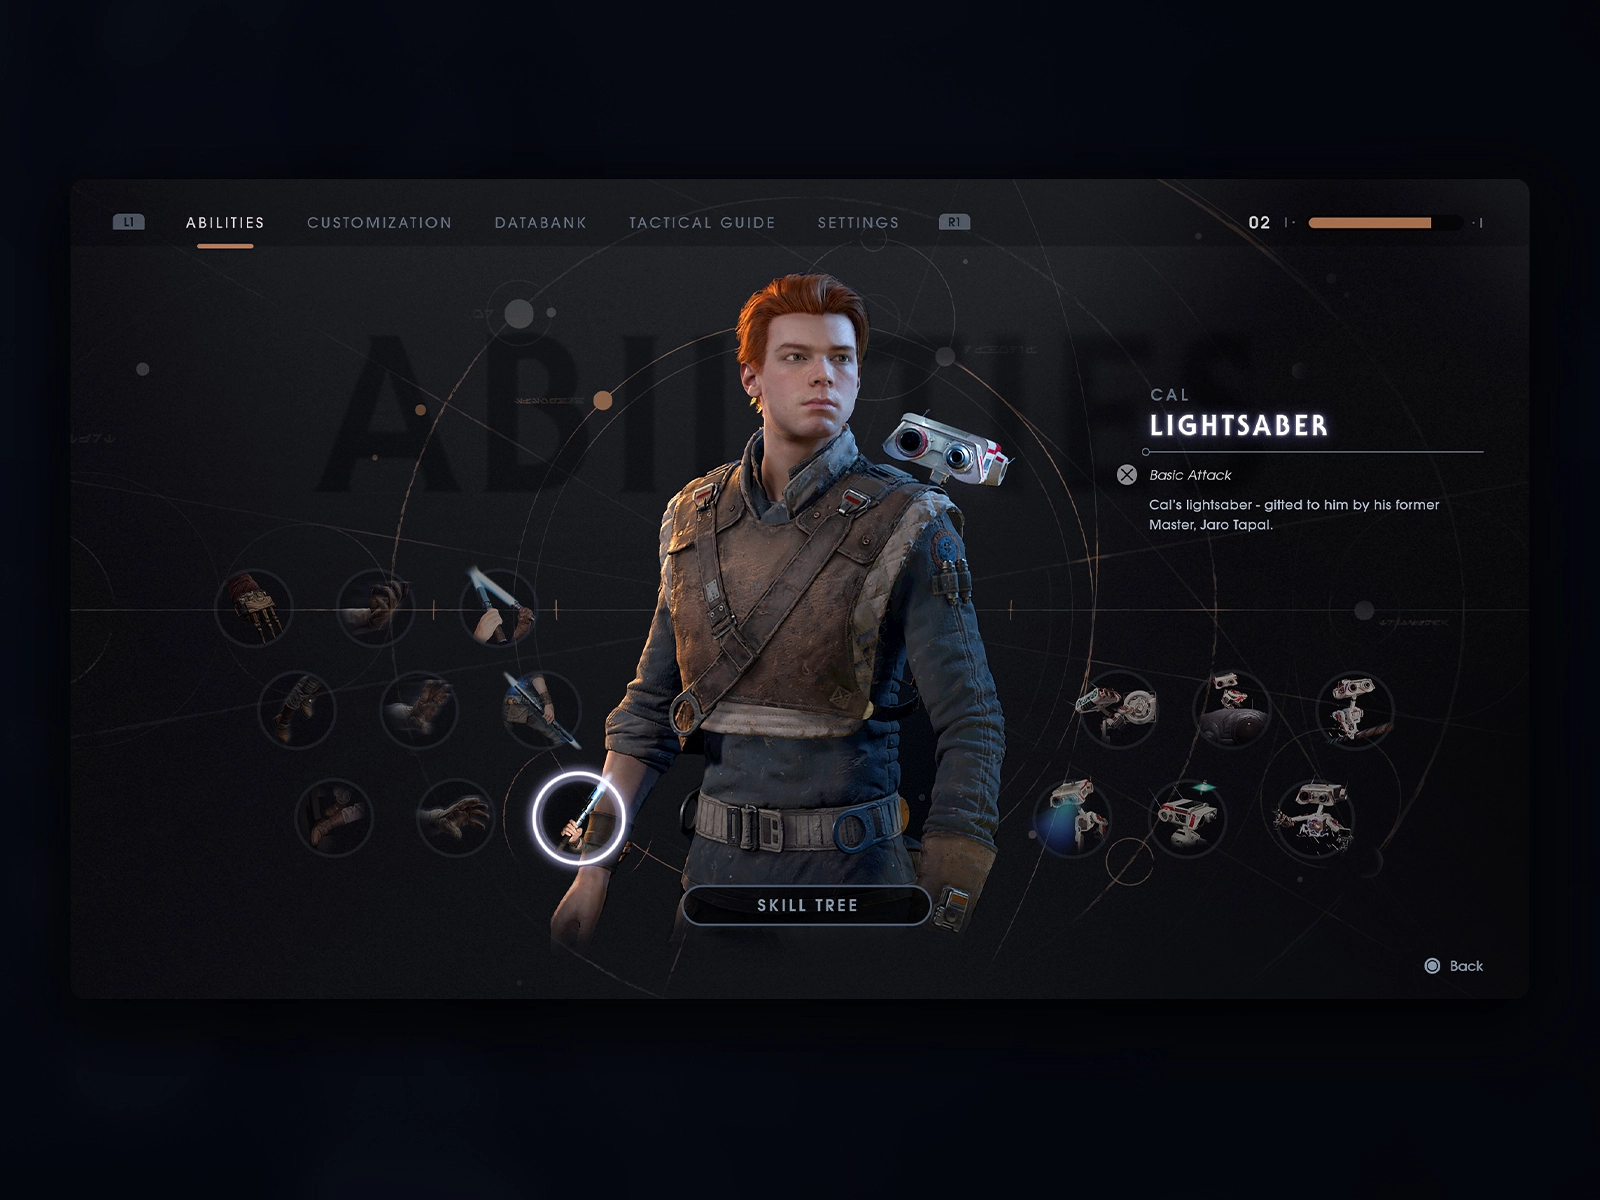 L1
ABILITIES
CUSTOMIZATION
DATABANK
TACTICAL GUIDE
SETTINGS
R1
02
ABILITIES
CAL
LIGHTSABER
Basic Attack
Cal's lightsaber - gifted to him by his former
Master, Jaro Tapal.
SKILL TREE
Back